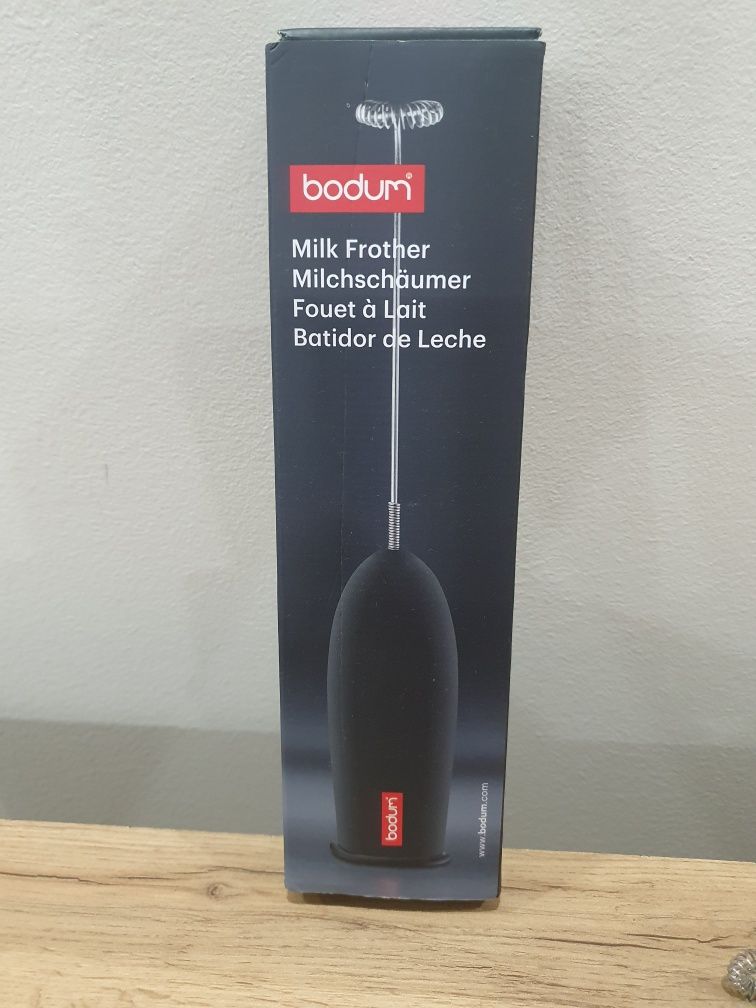 bodum®
Milk Frother
Milchschäumer
Fouet à Lait
Batidor de Leche
bodum
www.bodum.com